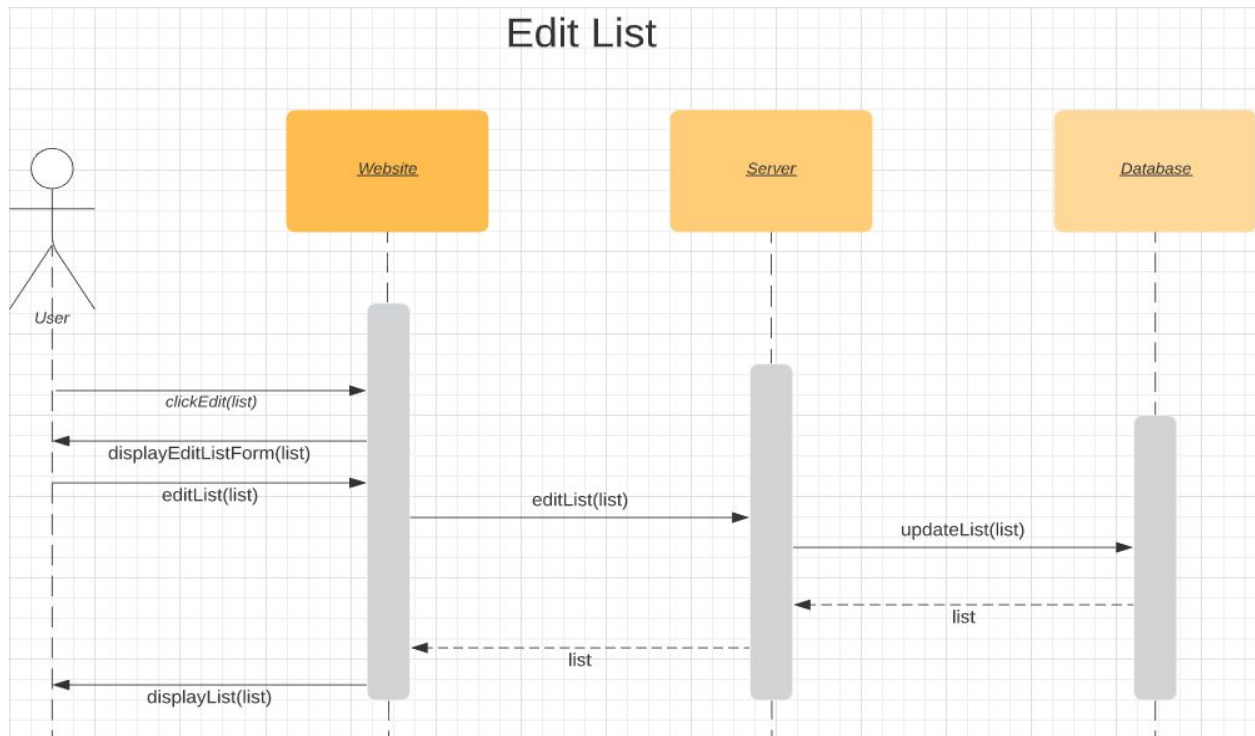 Edit List
Website
Server
Database
User
clickEdit(list)
displayEditListForm(list)
editList(list)
editList(list)
updateList(list)
list
list
displayList(list)